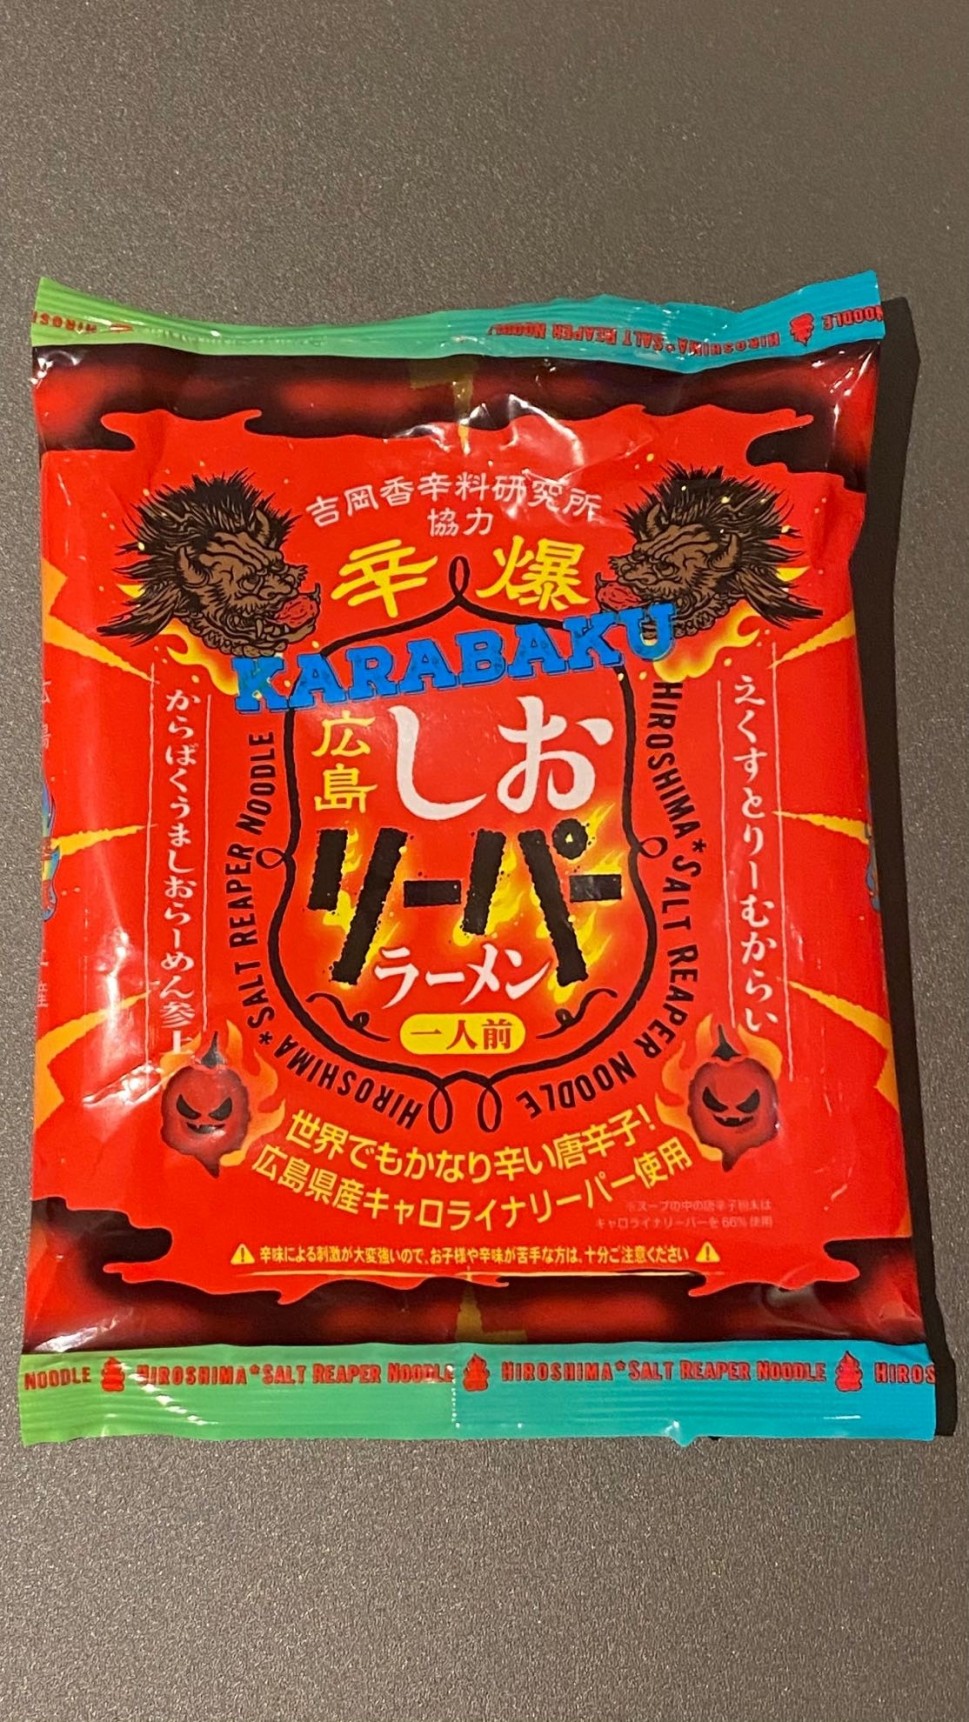 HIROSHIMA*SALT REAPER NOODLE
NOODLE
吉岡香辛料研究所
協力
辛爆
KARABAKU
広島
しお
リーパー
ラーメン
一人前
えくすとりーむからい
からばくうましおらーめん参上
HIROSHIMA*SALT REAPER NOODLE
HIROSHIMA*SALT REAPER NOODLE
世界でもかなり辛い唐辛子!
広島県産キャロライナリーパー使用
※スープの中の唐辛子粉末は
キャロライナリーパーを66%使用
辛味による刺激が大変強いので、お子様や辛味が苦手な方は、十分ご注意ください
NOODLE HIROSHIMA*SALT REAPER NOODLE HIROSHIMA*SALT REAPER NOODLE HIROS